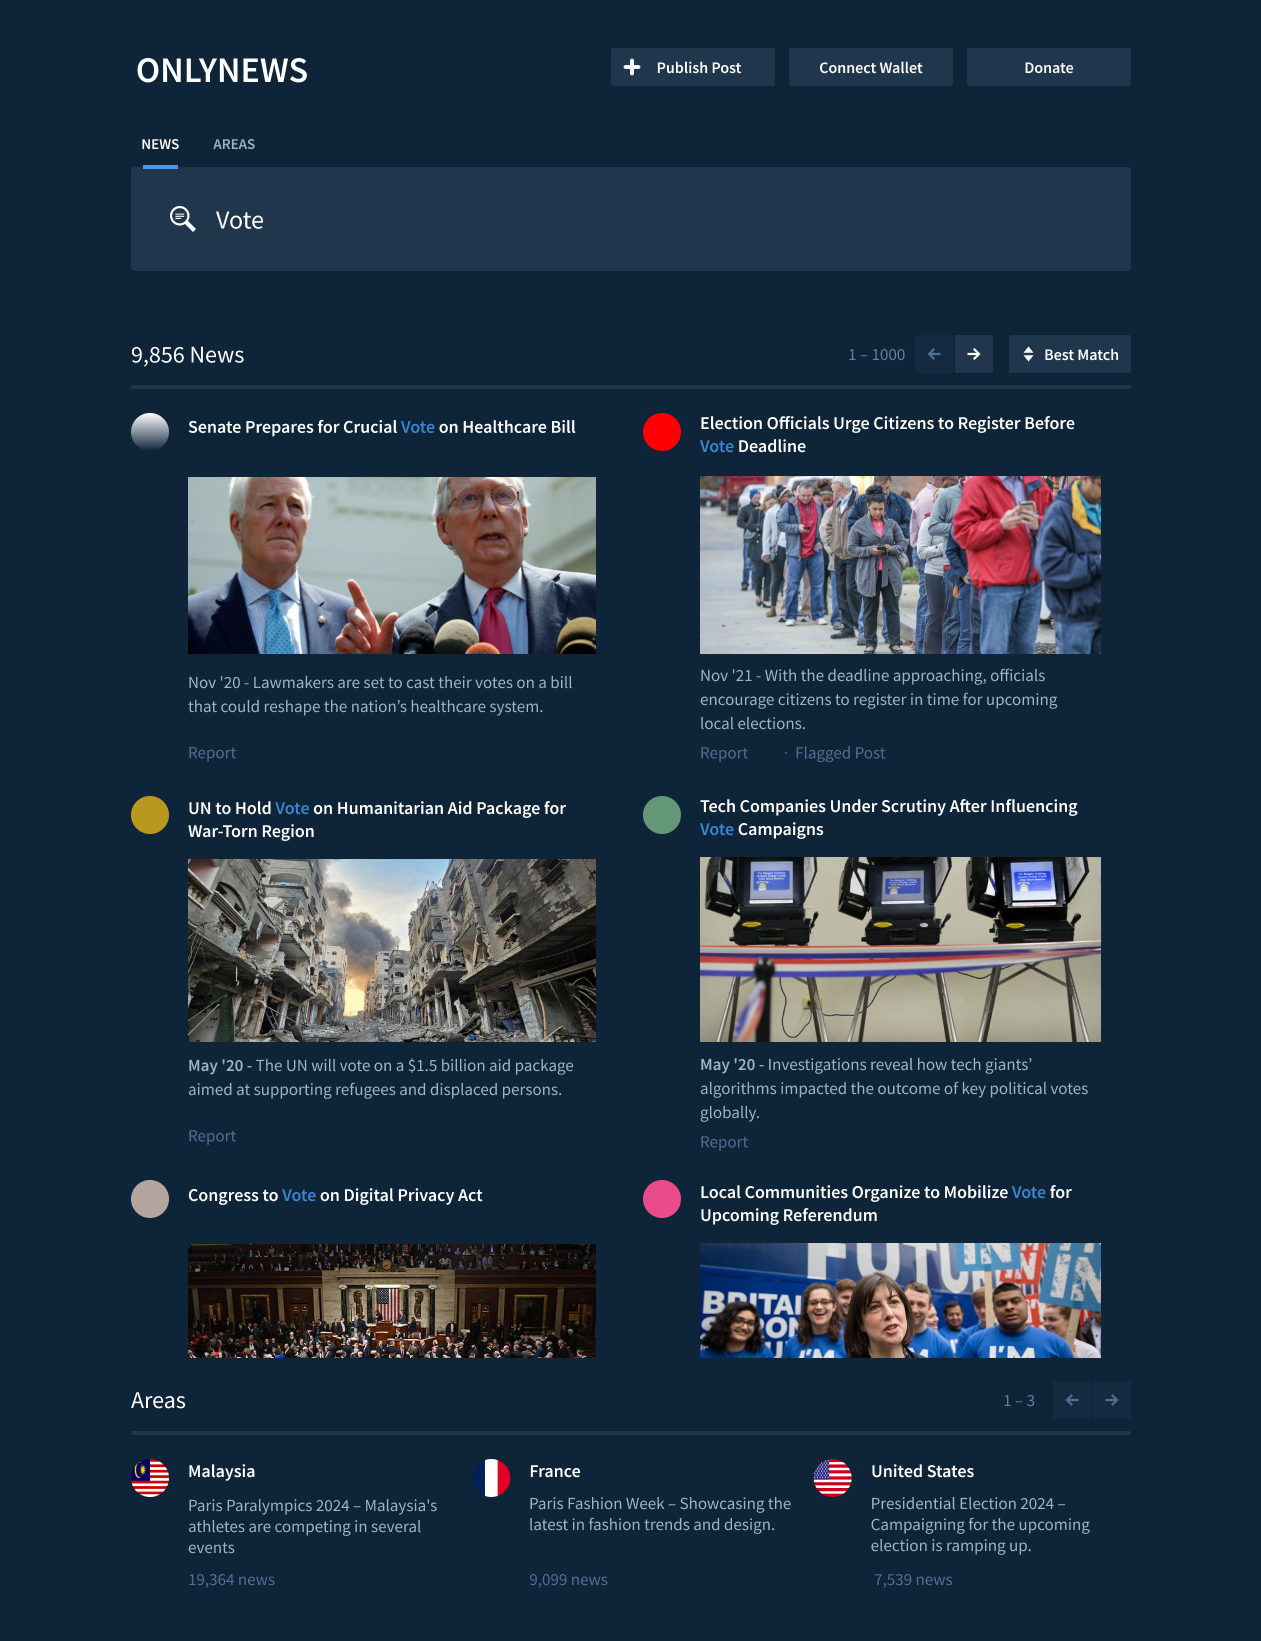 ONLYNEWS
Publish Post
Connect Wallet
Donate
NEWS
AREAS
Vote
9,856 News
1 – 1000
Best Match
Senate Prepares for Crucial Vote on Healthcare Bill
Nov '20 - Lawmakers are set to cast their votes on a bill
that could reshape the nation’s healthcare system.
Report
Election Officials Urge Citizens to Register Before
Vote Deadline
Nov '21 - With the deadline approaching, officials
encourage citizens to register in time for upcoming
local elections.
Report · Flagged Post
UN to Hold Vote on Humanitarian Aid Package for
War-Torn Region
May '20 - The UN will vote on a $1.5 billion aid package
aimed at supporting refugees and displaced persons.
Report
Tech Companies Under Scrutiny After Influencing
Vote Campaigns
May '20 - Investigations reveal how tech giants’
algorithms impacted the outcome of key political votes
globally.
Report
Congress to Vote on Digital Privacy Act
Local Communities Organize to Mobilize Vote for
Upcoming Referendum
IN
IN
I'M
I'M
Areas
1 – 3
Malaysia
Paris Paralympics 2024 – Malaysia's
athletes are competing in several
events
19,364 news
France
Paris Fashion Week – Showcasing the
latest in fashion trends and design.
9,099 news
United States
Presidential Election 2024 –
Campaigning for the upcoming
election is ramping up.
7,539 news